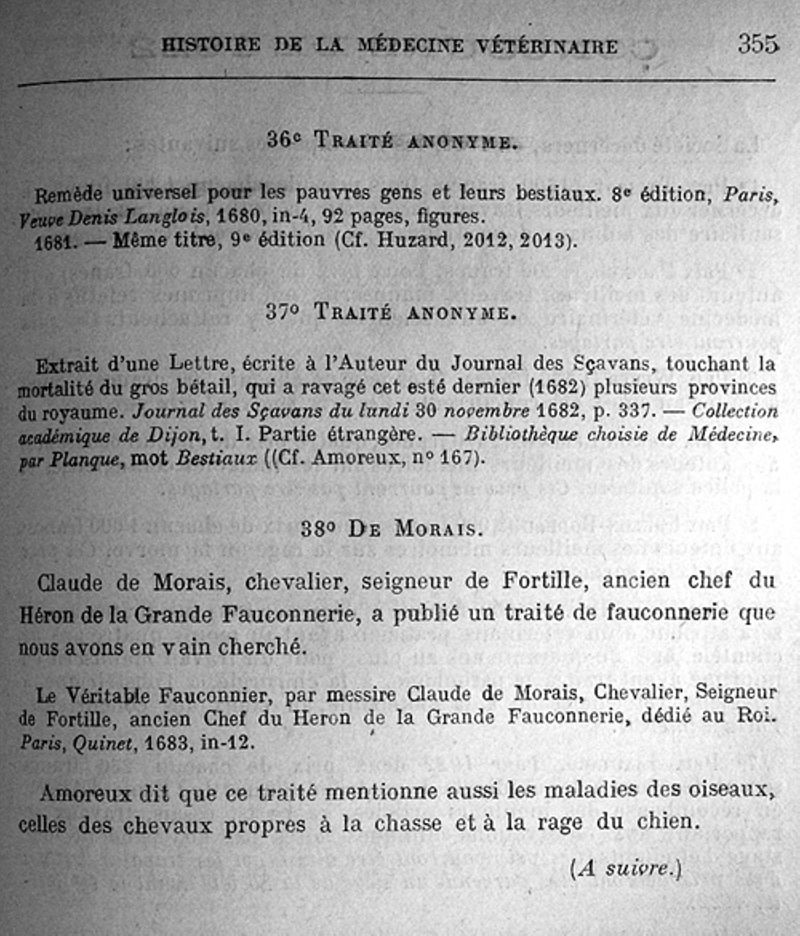 HISTOIRE DE LA MÉDECINE VÉTÉRINAIRE 355
36e TRAITÉ ANONYME.
Remède universel pour les pauvres gens et leurs bestiaux. 8e édition, Paris,
Veuve Denis Langlois, 1680, in-4, 92 pages, figures.
1681. — Même titre, 9e édition (Cf. Huzard, 2012, 2013).
37o TRAITÉ ANONYME.
Extrait d'une Lettre, écrite à l'Auteur du Journal des Sçavans, touchant la
mortalité du gros bétail, qui a ravagé cet esté dernier (1682) plusieurs provinces
du royaume. Journal des Sçavans du lundi 30 novembre 1682, p. 337. — Collection
académique de Dijon, t. I. Partie étrangère. — Bibliothèque choisie de Médecine,
par Planque, mot Bestiaux ((Cf. Amoreux, no 167).
38o DE MORAIS.
Claude de Morais, chevalier, seigneur de Fortille, ancien chef du
Héron de la Grande Fauconnerie, a publié un traité de fauconnerie que
nous avons en vain cherché.
Le Véritable Fauconnier, par messire Claude de Morais, Chevalier, Seigneur
de Fortille, ancien Chef du Heron de la Grande Fauconnerie, dédié au Roi.
Paris, Quinet, 1683, in-12.
Amoreux dit que ce traité mentionne aussi les maladies des oiseaux,
celles des chevaux propres à la chasse et à la rage du chien.
(A suivre.)